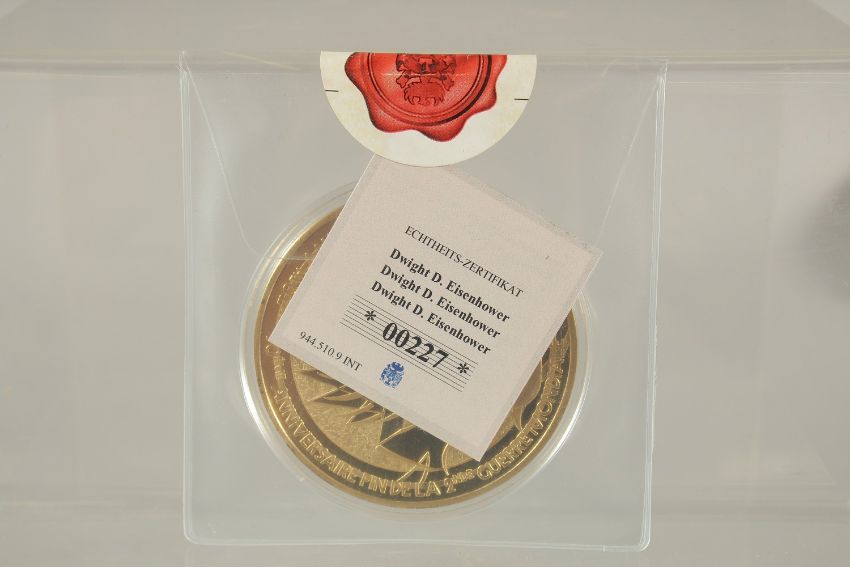 ECHTHEITS-ZERTIFIKAT
Dwight D. Eisenhower
Dwight D. Eisenhower
Dwight D. Eisenhower
* 00227 *
944.510.9 INT
ANNIVERSAIRE FIN DE LA 2NDE GUERRE MONDIALE